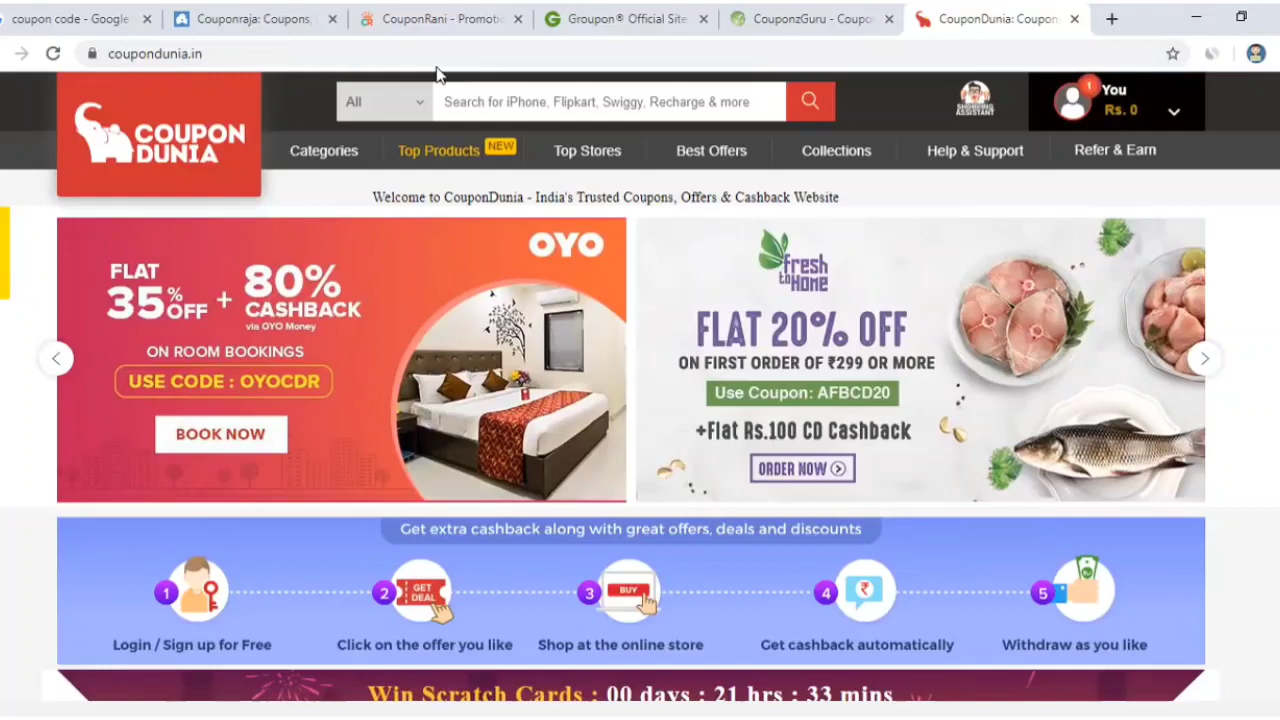 coupon code - Google
Couponraja: Coupons,
CouponRani - Promoti
Groupon® Official Site
CouponzGuru - Coupo
CouponDunia: Coupon
coupondunia.in
COUPON
DUNIA
All
Search for iPhone, Flipkart, Swiggy, Recharge & more
SHOPPING
ASSISTANT
1
You
Rs. 0
Categories
Top Products NEW
Top Stores
Best Offers
Collections
Help & Support
Refer & Earn
Welcome to CouponDunia - India's Trusted Coupons, Offers & Cashback Website
OYO
FLAT
35% OFF
+
80%
CASHBACK
via OYO Money
ON ROOM BOOKINGS
USE CODE : OYOCDR
BOOK NOW
fresh
to Home
FLAT 20% OFF
ON FIRST ORDER OF ₹299 OR MORE
Use Coupon: AFBCD20
+Flat Rs.100 CD Cashback
ORDER NOW
Get extra cashback along with great offers, deals and discounts
1
2
GET
DEAL
3
BUY
4
₹
5
Login / Sign up for Free
Click on the offer you like
Shop at the online store
Get cashback automatically
Withdraw as you like
Win Scratch Cards : 00 days : 21 hrs : 33 mins